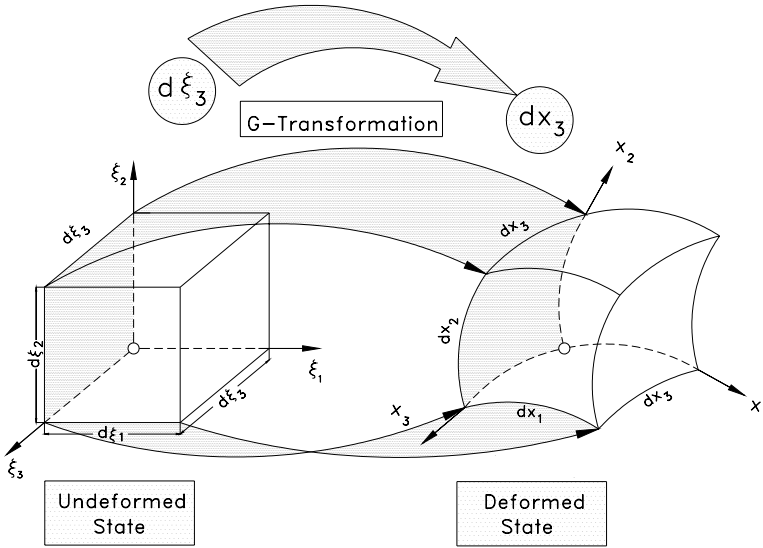 dξ3
dx3
G-Transformation
x2
ξ2
dξ3
dx3
dξ2
dx2
ξ1
dξ3
x3
dx1
dx3
x
dξ1
ξ3
Undeformed
State
Deformed
State